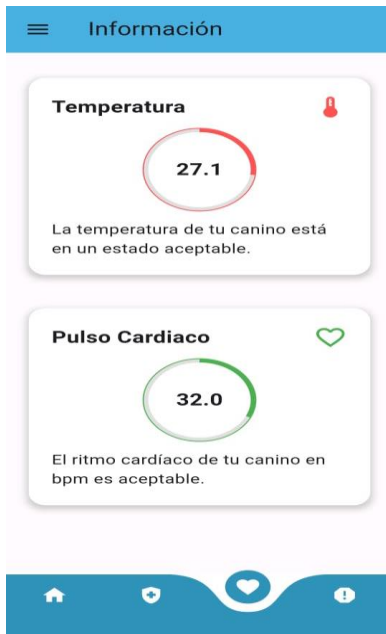 Información
Temperatura
27.1
La temperatura de tu canino está
en un estado aceptable.
Pulso Cardiaco
32.0
El ritmo cardíaco de tu canino en
bpm es aceptable.